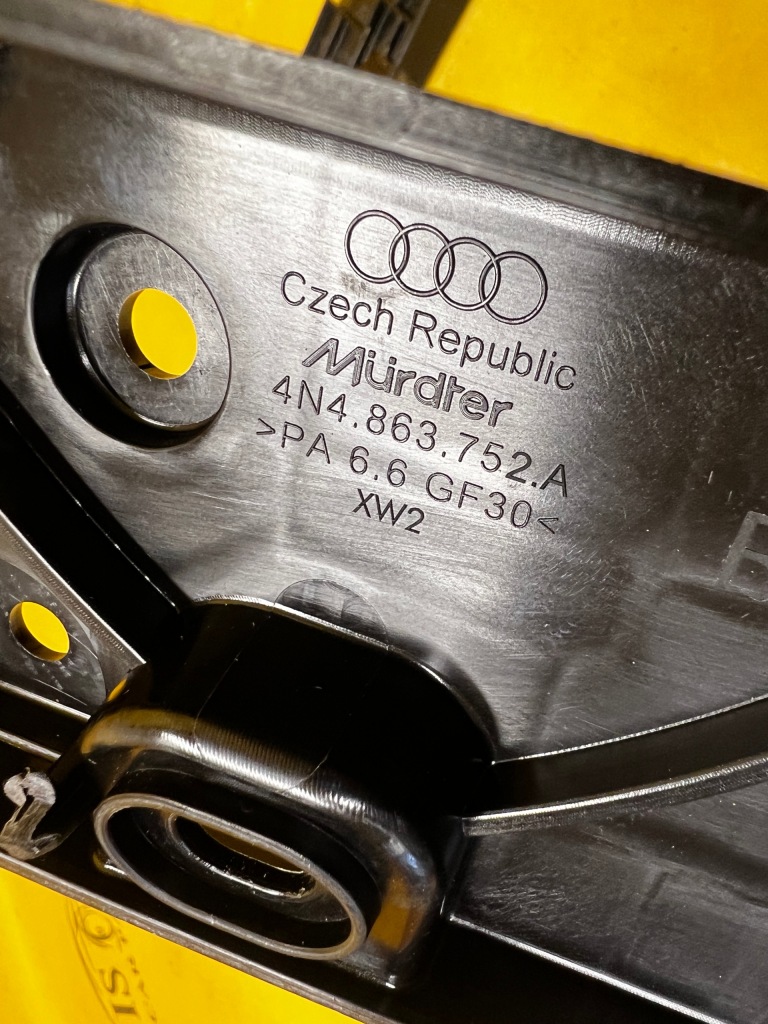 Czech Republic
Mürdter
4N4.863.752.A
>PA 6.6 GF30<
XW2